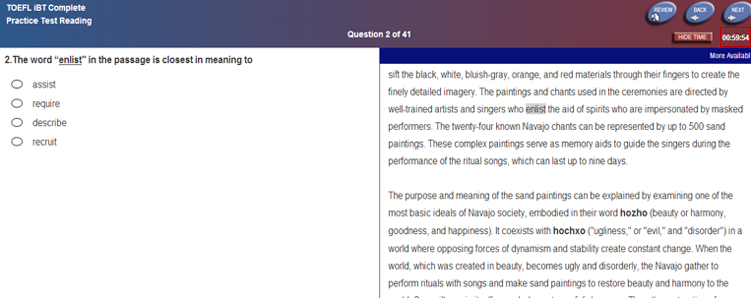 TOEFL iBT Complete
Practice Test Reading
REVIEW
BACK
NEXT
Question 2 of 41
HIDE TIME
00:59:54
More Availabl
2.The word "enlist" in the passage is closest in meaning to
assist
require
describe
recruit
sift the black, white, bluish-gray, orange, and red materials through their fingers to create the
finely detailed imagery. The paintings and chants used in the ceremonies are directed by
well-trained artists and singers who enlist the aid of spirits who are impersonated by masked
performers. The twenty-four known Navajo chants can be represented by up to 500 sand
paintings. These complex paintings serve as memory aids to guide the singers during the
performance of the ritual songs, which can last up to nine days.
The purpose and meaning of the sand paintings can be explained by examining one of the
most basic ideals of Navajo society, embodied in their word hozho (beauty or harmony,
goodness, and happiness). It coexists with hochxo ("ugliness," or "evil," and "disorder") in a
world where opposing forces of dynamism and stability create constant change. When the
world, which was created in beauty, becomes ugly and disorderly, the Navajo gather to
perform rituals with songs and make sand paintings to restore beauty and harmony to the